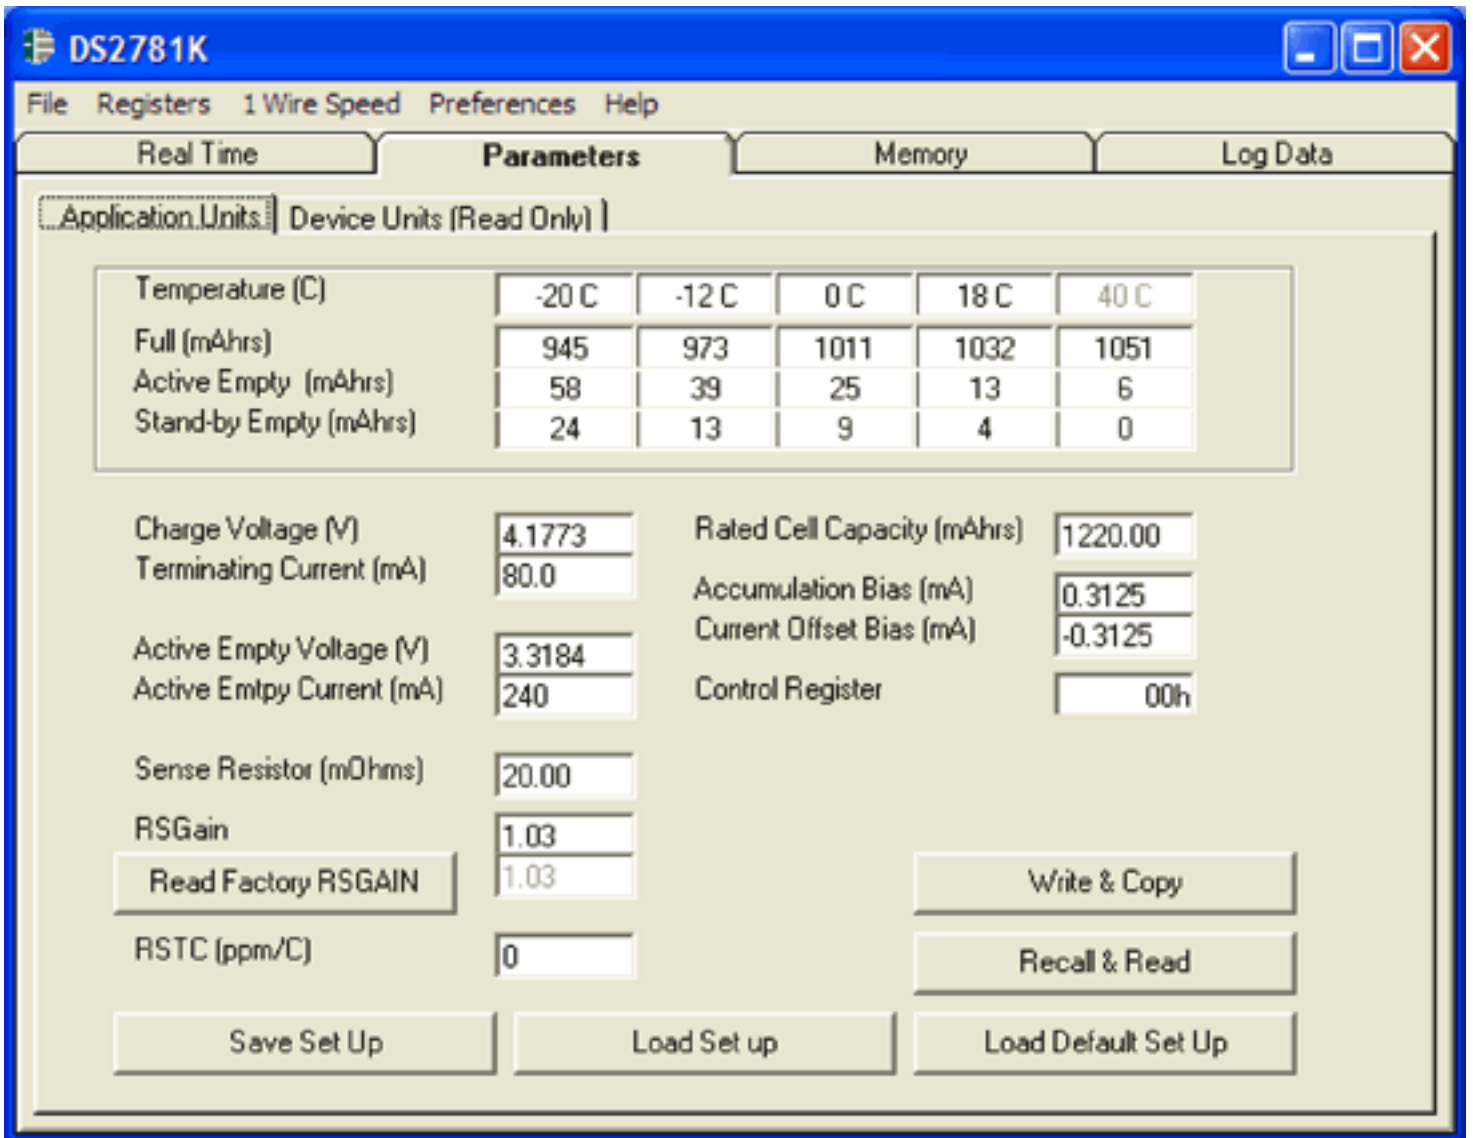 DS2781K
File Registers 1 Wire Speed Preferences Help
Real Time Parameters Memory Log Data
Application Units Device Units (Read Only)
Temperature (C) -20 C -12 C 0 C 18 C 40 C
Full (mAhrs) 945 973 1011 1032 1051
Active Empty (mAhrs) 58 39 25 13 6
Stand-by Empty (mAhrs) 24 13 9 4 0
Charge Voltage (V) 4.1773 Rated Cell Capacity (mAhrs) 1220.00
Terminating Current (mA) 80.0 Accumulation Bias (mA) 0.3125
Current Offset Bias (mA) -0.3125
Active Empty Voltage (V) 3.3184
Active Emtpy Current (mA) 240 Control Register 00h
Sense Resistor (mOhms) 20.00
RSGain 1.03
Read Factory RSGAIN 1.03 Write & Copy
RSTC (ppm/C) 0 Recall & Read
Save Set Up Load Set up Load Default Set Up